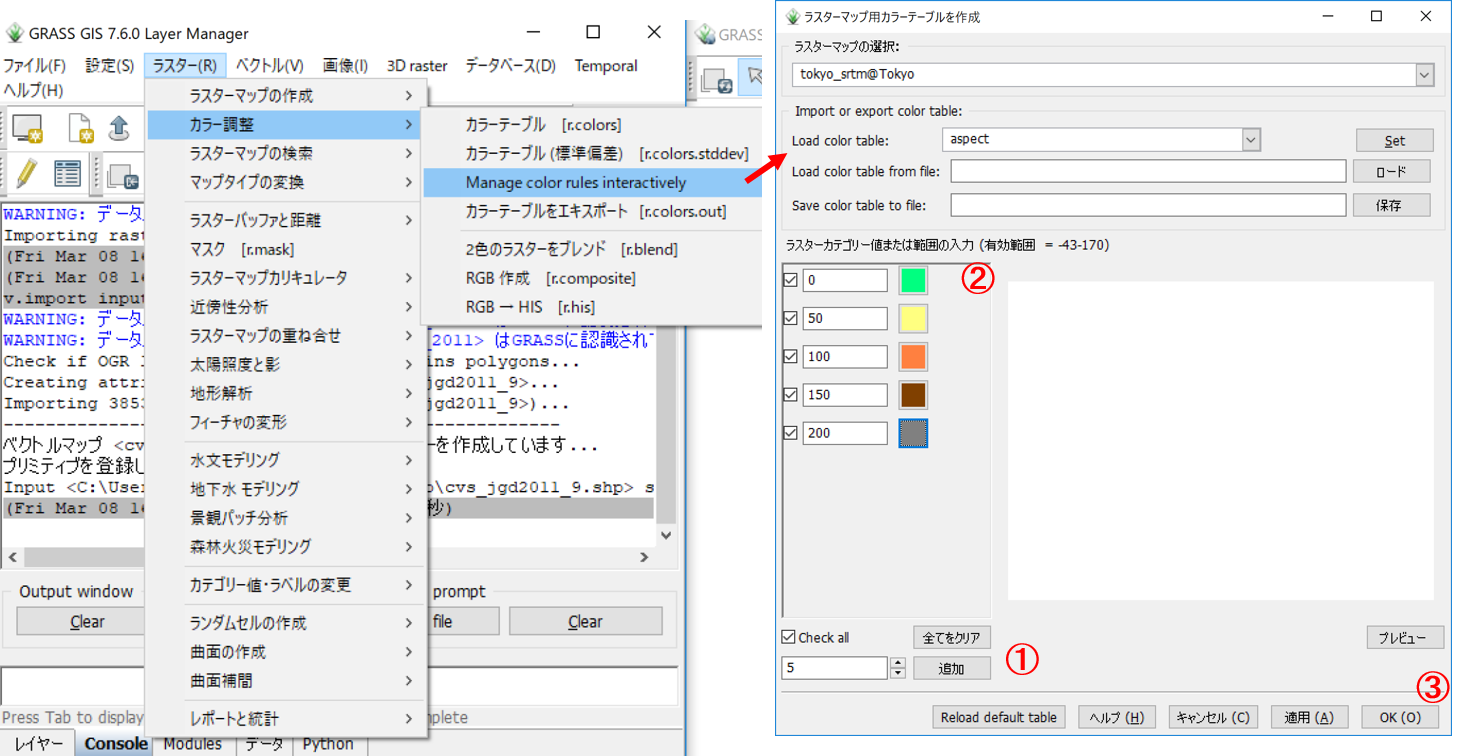 GRASS GIS 7.6.0 Layer Manager
ファイル(F) 設定(S) ラスター(R) ベクトル(V) 画像(I) 3D raster データベース(D) Temporal
ヘルプ(H)
ラスターマップの作成
カラー調整
ラスターマップの検索
マップタイプの変換
ラスターバッファと距離
マスク [r.mask]
ラスターマップカリキュレータ
近傍性分析
ラスターマップの重ね合せ
太陽照度と影
地形解析
フィーチャの変形
水文モデリング
地下水 モデリング
景観パッチ分析
森林火災モデリング
カテゴリー値・ラベルの変更
ランダムセルの作成
曲面の作成
曲面補間
レポートと統計
カラーテーブル [r.colors]
カラーテーブル (標準偏差) [r.colors.stddev]
Manage color rules interactively
カラーテーブルをエキスポート [r.colors.out]
2色のラスターをブレンド [r.blend]
RGB 作成 [r.composite]
RGB → HIS [r.his]
WARNING: データ
Importing ras
(Fri Mar 08 1
(Fri Mar 08 1
v.import input
WARNING: データ
WARNING: データ _2011> はGRASSに認識され
Check if OGR ins polygons...
Creating attri jgd2011_9>...
Importing 3853 jgd2011_9>)...
ベクトルマップ <cv ーを作成しています...
プリミティブを登録し
Input <C:\User o\cvs_jgd2011_9.shp> s
(Fri Mar 08 1 秒)
Output window prompt
Clear file Clear
Press Tab to display mplete
レイヤー Console Modules データ Python
GRASS
ラスターマップ用カラーテーブルを作成
ラスターマップの選択:
tokyo_srtm@Tokyo
Import or export color table:
Load color table: aspect Set
Load color table from file: ロード
Save color table to file: 保存
ラスターカテゴリー値または範囲の入力 (有効範囲 = -43-170)
0 ②
50
100
150
200
Check all 全てをクリア プレビュー
5 追加 ①
③
Reload default table ヘルプ (H) キャンセル (C) 適用 (A) OK (O)